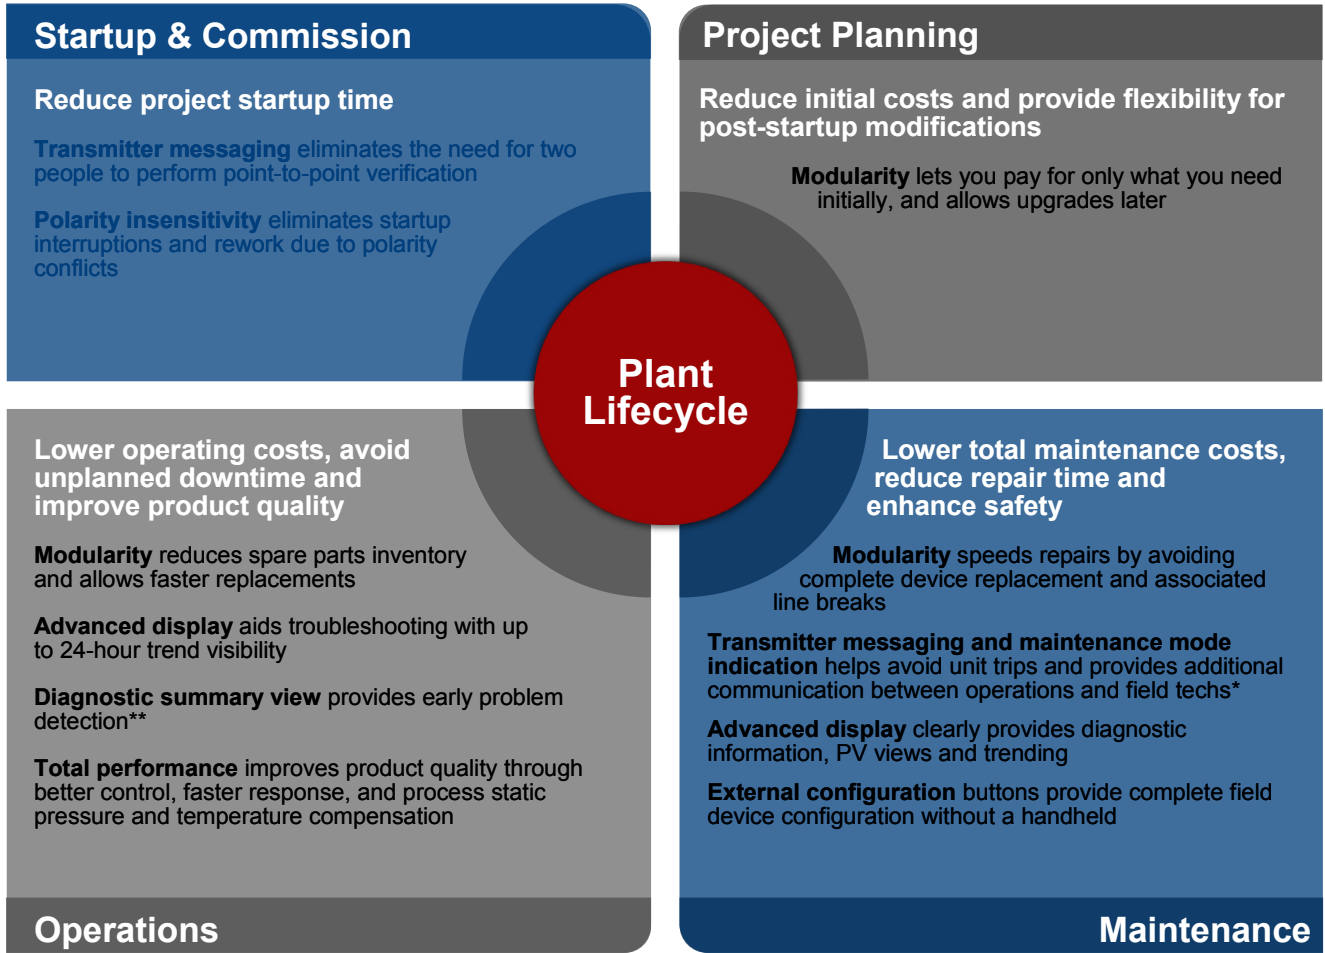 Startup & Commission
Reduce project startup time
Transmitter messaging eliminates the need for two
people to perform point-to-point verification
Polarity insensitivity eliminates startup
interruptions and rework due to polarity
conflicts
Project Planning
Reduce initial costs and provide flexibility for
post-startup modifications
Modularity lets you pay for only what you need
initially, and allows upgrades later
Plant
Lifecycle
Lower operating costs, avoid
unplanned downtime and
improve product quality
Modularity reduces spare parts inventory
and allows faster replacements
Advanced display aids troubleshooting with up
to 24-hour trend visibility
Diagnostic summary view provides early problem
detection**
Total performance improves product quality through
better control, faster response, and process static
pressure and temperature compensation
Operations
Lower total maintenance costs,
reduce repair time and
enhance safety
Modularity speeds repairs by avoiding
complete device replacement and associated
line breaks
Transmitter messaging and maintenance mode
indication helps avoid unit trips and provides additional
communication between operations and field techs*
Advanced display clearly provides diagnostic
information, PV views and trending
External configuration buttons provide complete field
device configuration without a handheld
Maintenance